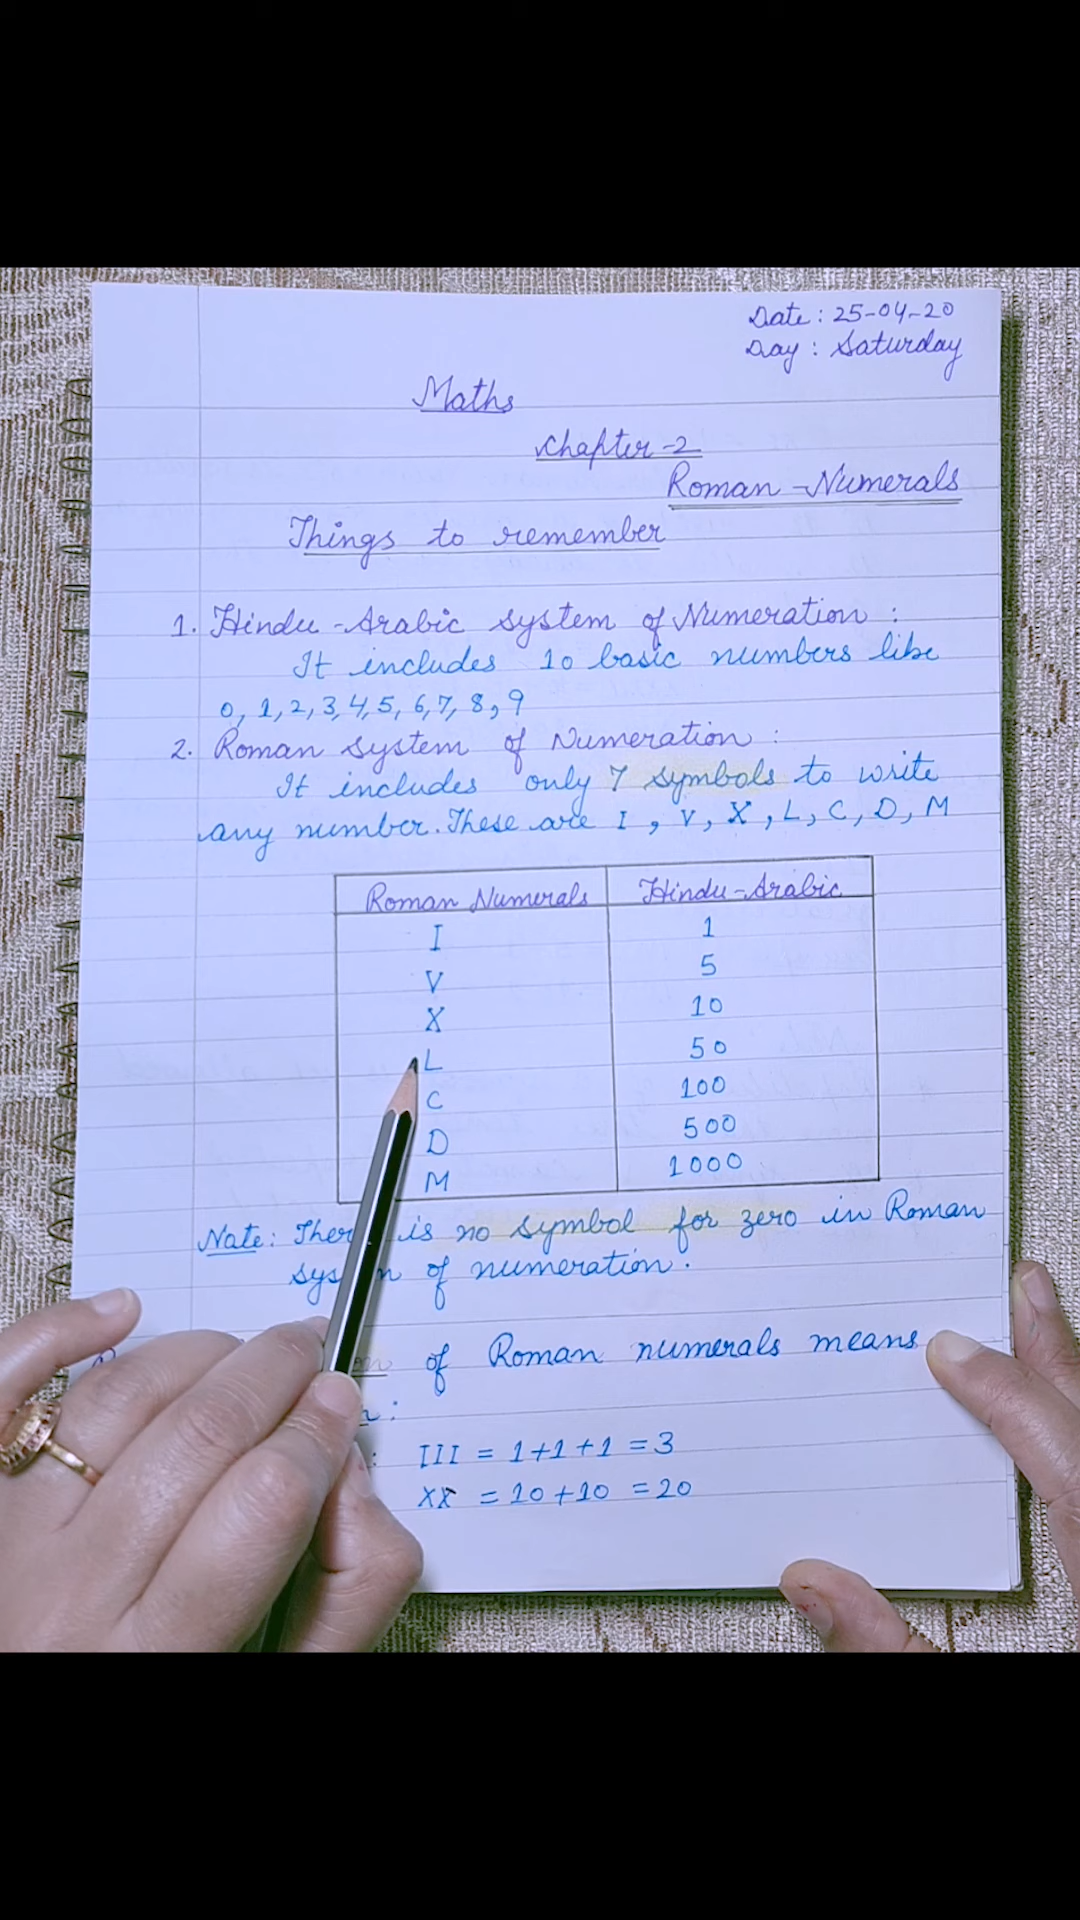 Date: 25-04-20
Day: Saturday
Maths
Chapter-2
Roman-Numerals
Things to remember
1. Hindu-Arabic system of Numeration:
It includes 10 basic numbers like
0, 1, 2, 3, 4, 5, 6, 7, 8, 9
2. Roman System of Numeration:
It includes only 7 symbols to write
any number. These are I, V, X, L, C, D, M
Roman Numerals Hindu-Arabic
I 1
V 5
X 10
L 50
C 100
D 500
M 1000
Note: is no symbol for zero in Roman
of numeration.
of Roman numerals means
: III = 1+1+1 = 3
XX = 10+10 = 20